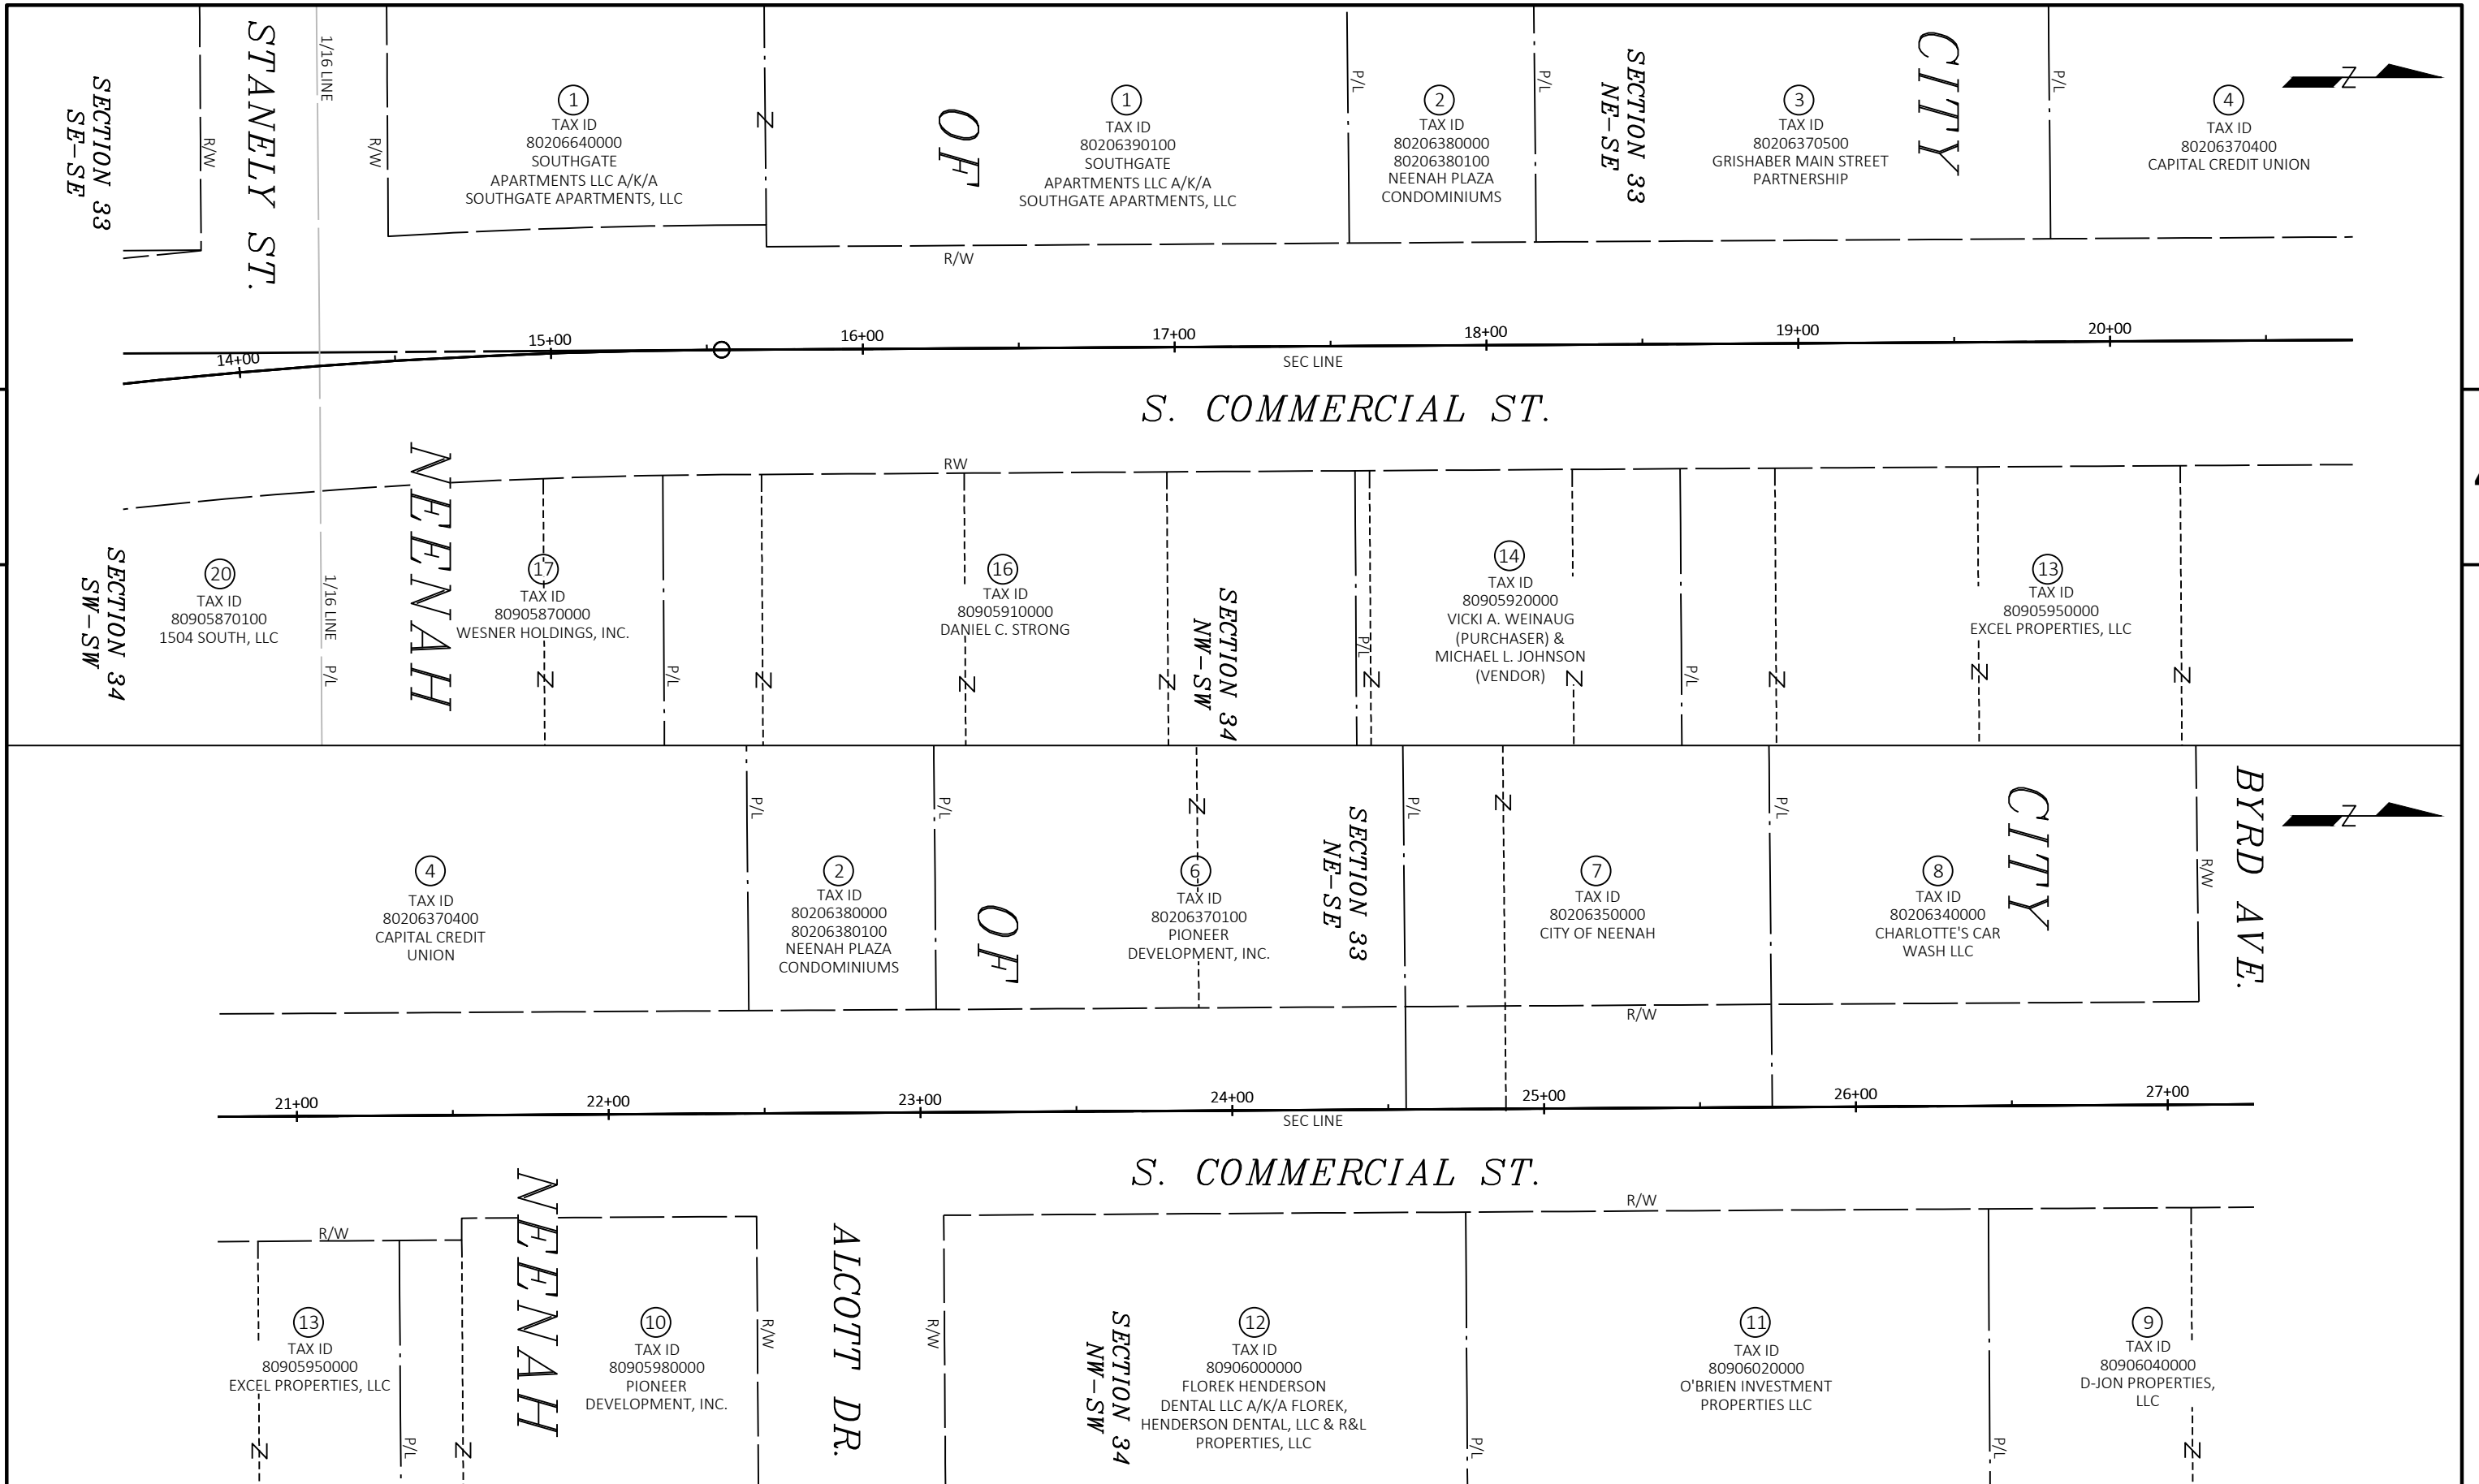 SECTION 33
SE-SE
R/W
STANELY ST.
1/16 LINE
R/W
1
TAX ID
80206640000
SOUTHGATE
APARTMENTS LLC A/K/A
SOUTHGATE APARTMENTS, LLC
Z
OF
1
TAX ID
80206390100
SOUTHGATE
APARTMENTS LLC A/K/A
SOUTHGATE APARTMENTS, LLC
R/W
P/L
2
TAX ID
80206380000
80206380100
NEENAH PLAZA
CONDOMINIUMS
P/L
SECTION 33
NE-SE
3
TAX ID
80206370500
GRISHABER MAIN STREET
PARTNERSHIP
CITY
P/L
4
TAX ID
80206370400
CAPITAL CREDIT UNION
Z
14+00
15+00
16+00
17+00
18+00
19+00
20+00
SEC LINE
S. COMMERCIAL ST.
RW
SECTION 34
SW-SW
20
TAX ID
80905870100
1504 SOUTH, LLC
1/16 LINE
P/L
NEENAH
17
TAX ID
80905870000
WESNER HOLDINGS, INC.
Z
P/L
Z
16
TAX ID
80905910000
DANIEL C. STRONG
Z
Z
SECTION 34
NW-SW
P/L
Z
14
TAX ID
80905920000
VICKI A. WEINAUG
(PURCHASER) &
MICHAEL L. JOHNSON
(VENDOR)
Z
P/L
Z
13
TAX ID
80905950000
EXCEL PROPERTIES, LLC
Z
Z
4
TAX ID
80206370400
CAPITAL CREDIT
UNION
P/L
2
TAX ID
80206380000
80206380100
NEENAH PLAZA
CONDOMINIUMS
P/L
OF
Z
6
TAX ID
80206370100
PIONEER
DEVELOPMENT, INC.
SECTION 33
NE-SE
P/L
Z
7
TAX ID
80206350000
CITY OF NEENAH
R/W
P/L
8
TAX ID
80206340000
CHARLOTTE'S CAR
WASH LLC
CITY
R/W
BYRD AVE.
Z
21+00
22+00
23+00
24+00
25+00
26+00
27+00
SEC LINE
S. COMMERCIAL ST.
R/W
R/W
13
TAX ID
80905950000
EXCEL PROPERTIES, LLC
Z
P/L
Z
NEENAH
10
TAX ID
80905980000
PIONEER
DEVELOPMENT, INC.
R/W
ALCOTT DR.
R/W
SECTION 34
NW-SW
12
TAX ID
80906000000
FLOREK HENDERSON
DENTAL LLC A/K/A FLOREK,
HENDERSON DENTAL, LLC & R&L
PROPERTIES, LLC
P/L
11
TAX ID
80906020000
O'BRIEN INVESTMENT
PROPERTIES LLC
P/L
9
TAX ID
80906040000
D-JON PROPERTIES,
LLC
Z